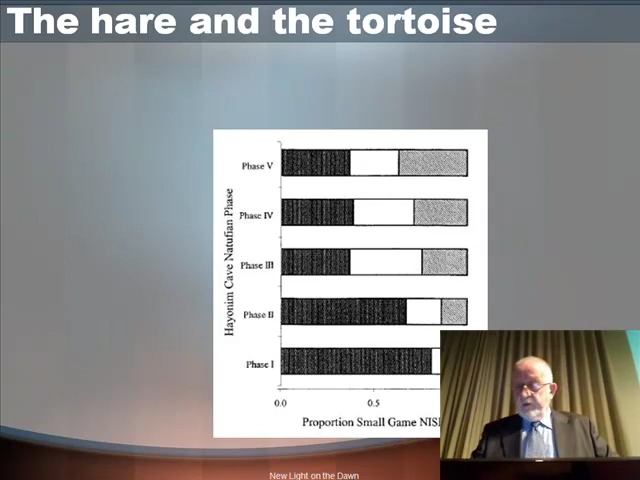 The hare and the tortoise
Hayonim Cave Natufian Phase
Phase V
Phase IV
Phase III
Phase II
Phase I
0.0
0.5
Proportion Small Game NIS
New Light on the Dawn